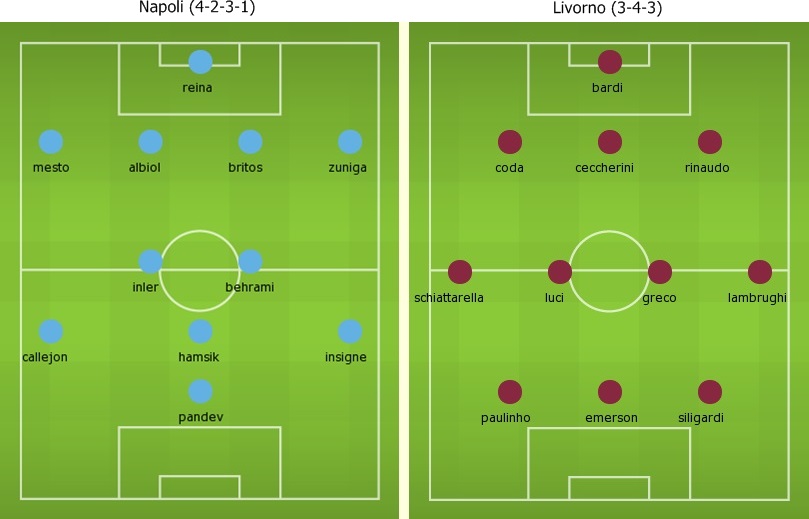 Napoli (4-2-3-1)
reina
mesto albiol britos zuniga
inler behrami
callejon hamsik insigne
pandev
Livorno (3-4-3)
bardi
coda ceccherini rinaudo
schiattarella luci greco lambrughi
paulinho emerson siligardi